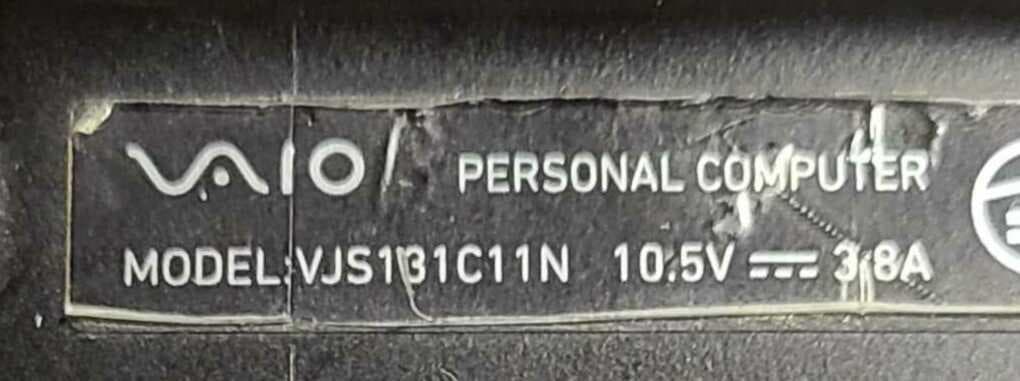 VAIO PERSONAL COMPUTER
MODEL:VJS131C11N 10.5V ⎓ 3.8A